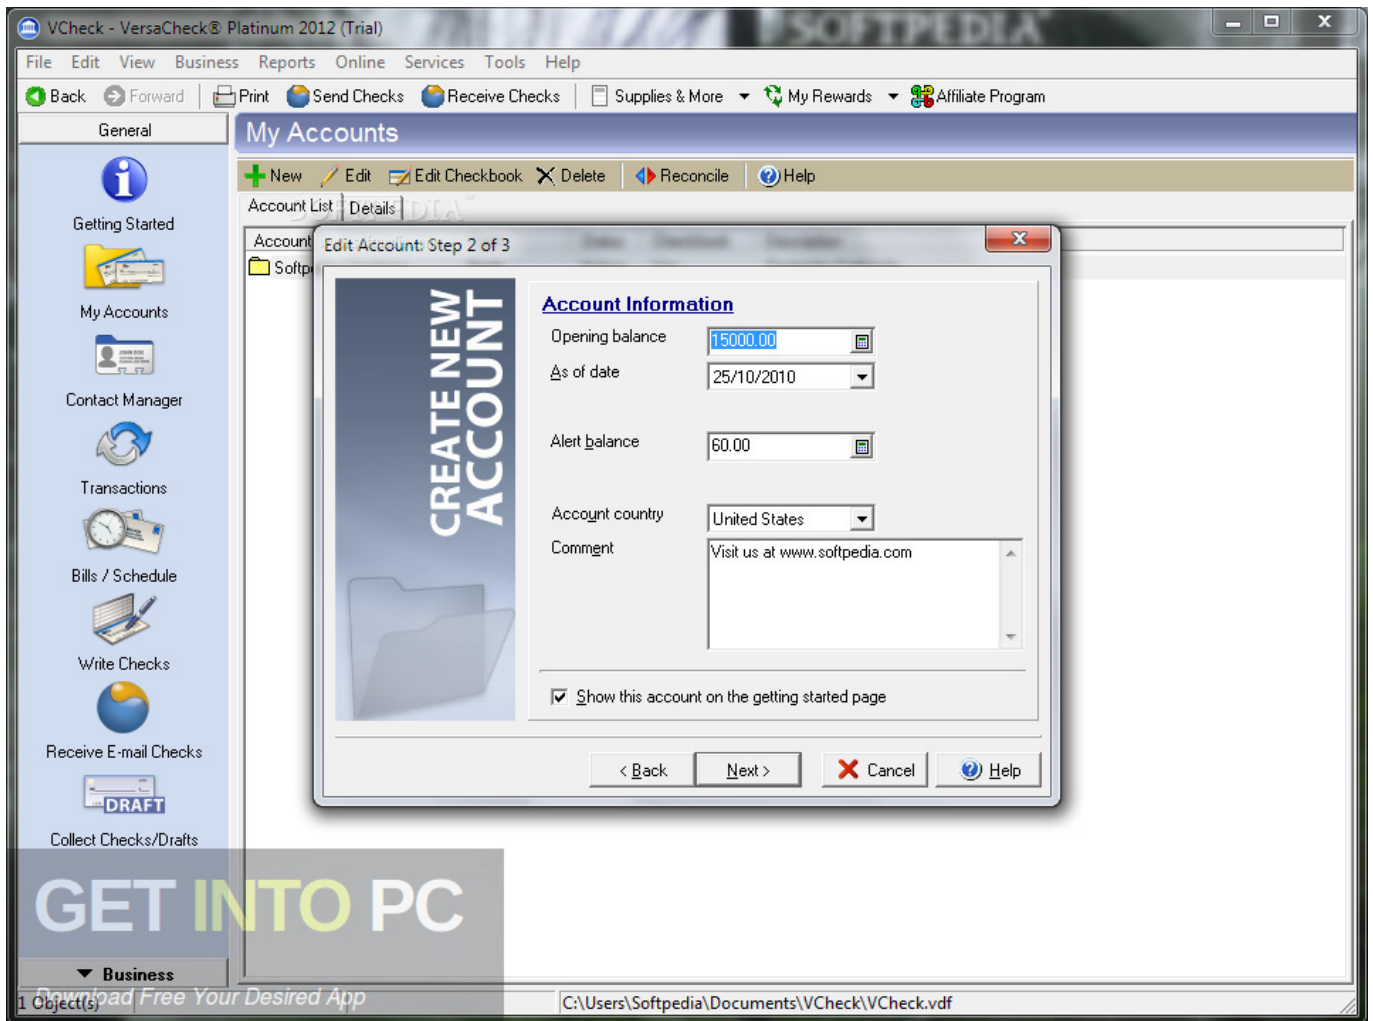 VCheck - VersaCheck® Platinum 2012 (Trial)
SOFTPEDIA
File Edit View Business Reports Online Services Tools Help
Back Forward Print Send Checks Receive Checks Supplies & More My Rewards Affiliate Program
General
My Accounts
New Edit Edit Checkbook Delete Reconcile Help
Account List Details
Account
Edit Account: Step 2 of 3
Getting Started
My Accounts
Contact Manager
Transactions
Bills / Schedule
Write Checks
Receive E-mail Checks
DRAFT
Collect Checks/Drafts
CREATE NEW
ACCOUNT
Account Information
Opening balance 15000.00
As of date 25/10/2010
Alert balance 60.00
Account country United States
Comment Visit us at www.softpedia.com
Show this account on the getting started page
< Back Next > Cancel Help
GET INTO PC
Business
Download Free Your Desired App
1 Object(s) C:\Users\Softpedia\Documents\VCheck\VCheck.vdf